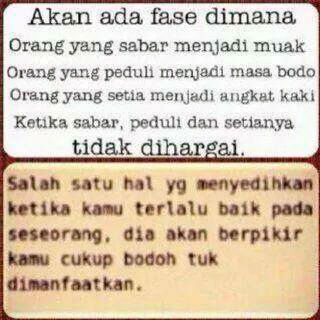 Akan ada fase dimana
Orang yang sabar menjadi muak
Orang yang peduli menjadi masa bodo
Orang yang setia menjadi angkat kaki
Ketika sabar, peduli dan setianya
tidak dihargai.
Salah satu hal yg menyedihkan
ketika kamu terlalu baik pada
seseorang, dia akan berpikir
kamu cukup bodoh tuk
dimanfaatkan.